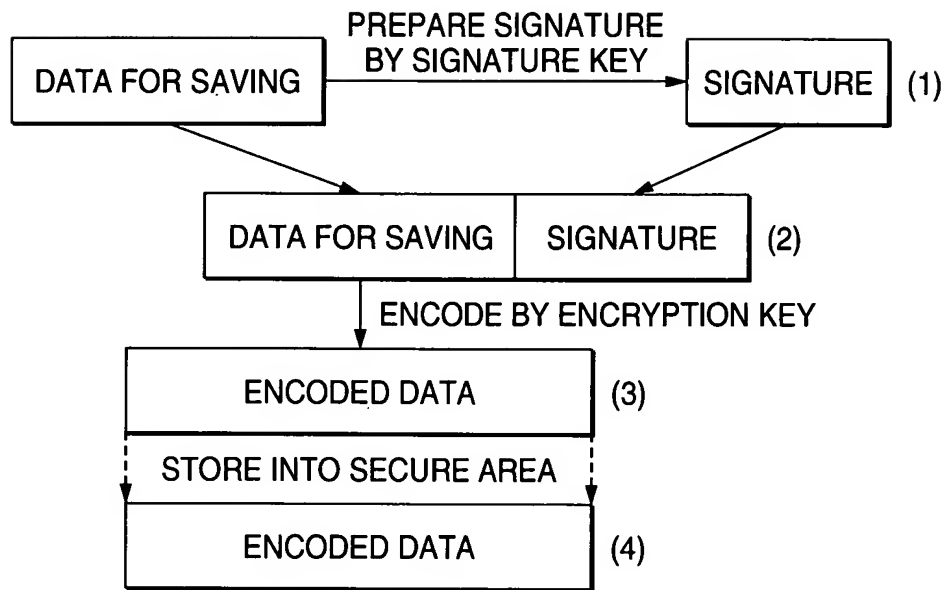 PREPARE SIGNATURE
BY SIGNATURE KEY
DATA FOR SAVING
SIGNATURE
(1)
DATA FOR SAVING
SIGNATURE
(2)
ENCODE BY ENCRYPTION KEY
ENCODED DATA
(3)
STORE INTO SECURE AREA
ENCODED DATA
(4)